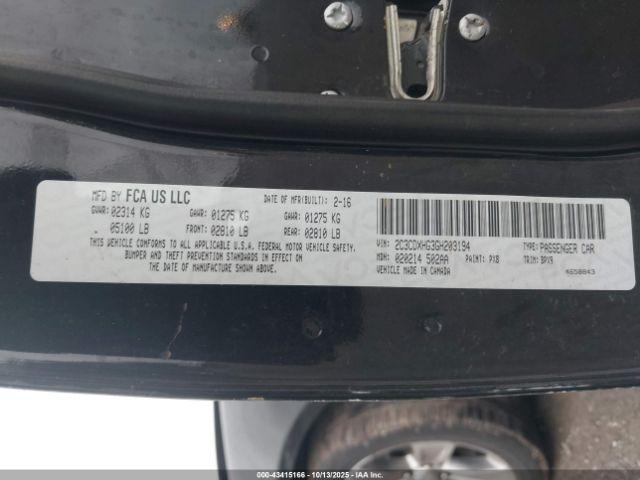 MFD BY FCA US LLC DATE OF MFR(BUILT): 2-16
GVWR: 02314 KG GAWR: 01275 KG GAWR: 01275 KG
05100 LB FRONT: 02810 LB REAR: 02810 LB
THIS VEHICLE CONFORMS TO ALL APPLICABLE U.S.A. FEDERAL MOTOR VEHICLE SAFETY,
BUMPER AND THEFT PREVENTION STANDARDS IN EFFECT ON
THE DATE OF MANUFACTURE SHOWN ABOVE.
VIN: 2C3CDXHG3GH203194 TYPE: PASSENGER CAR
MDH: 020214 502AA PAINT: PX8 TRIM: BPX9
VEHICLE MADE IN CANADA 4658843
000-43415166 - 10/13/2025 - IAAI.com